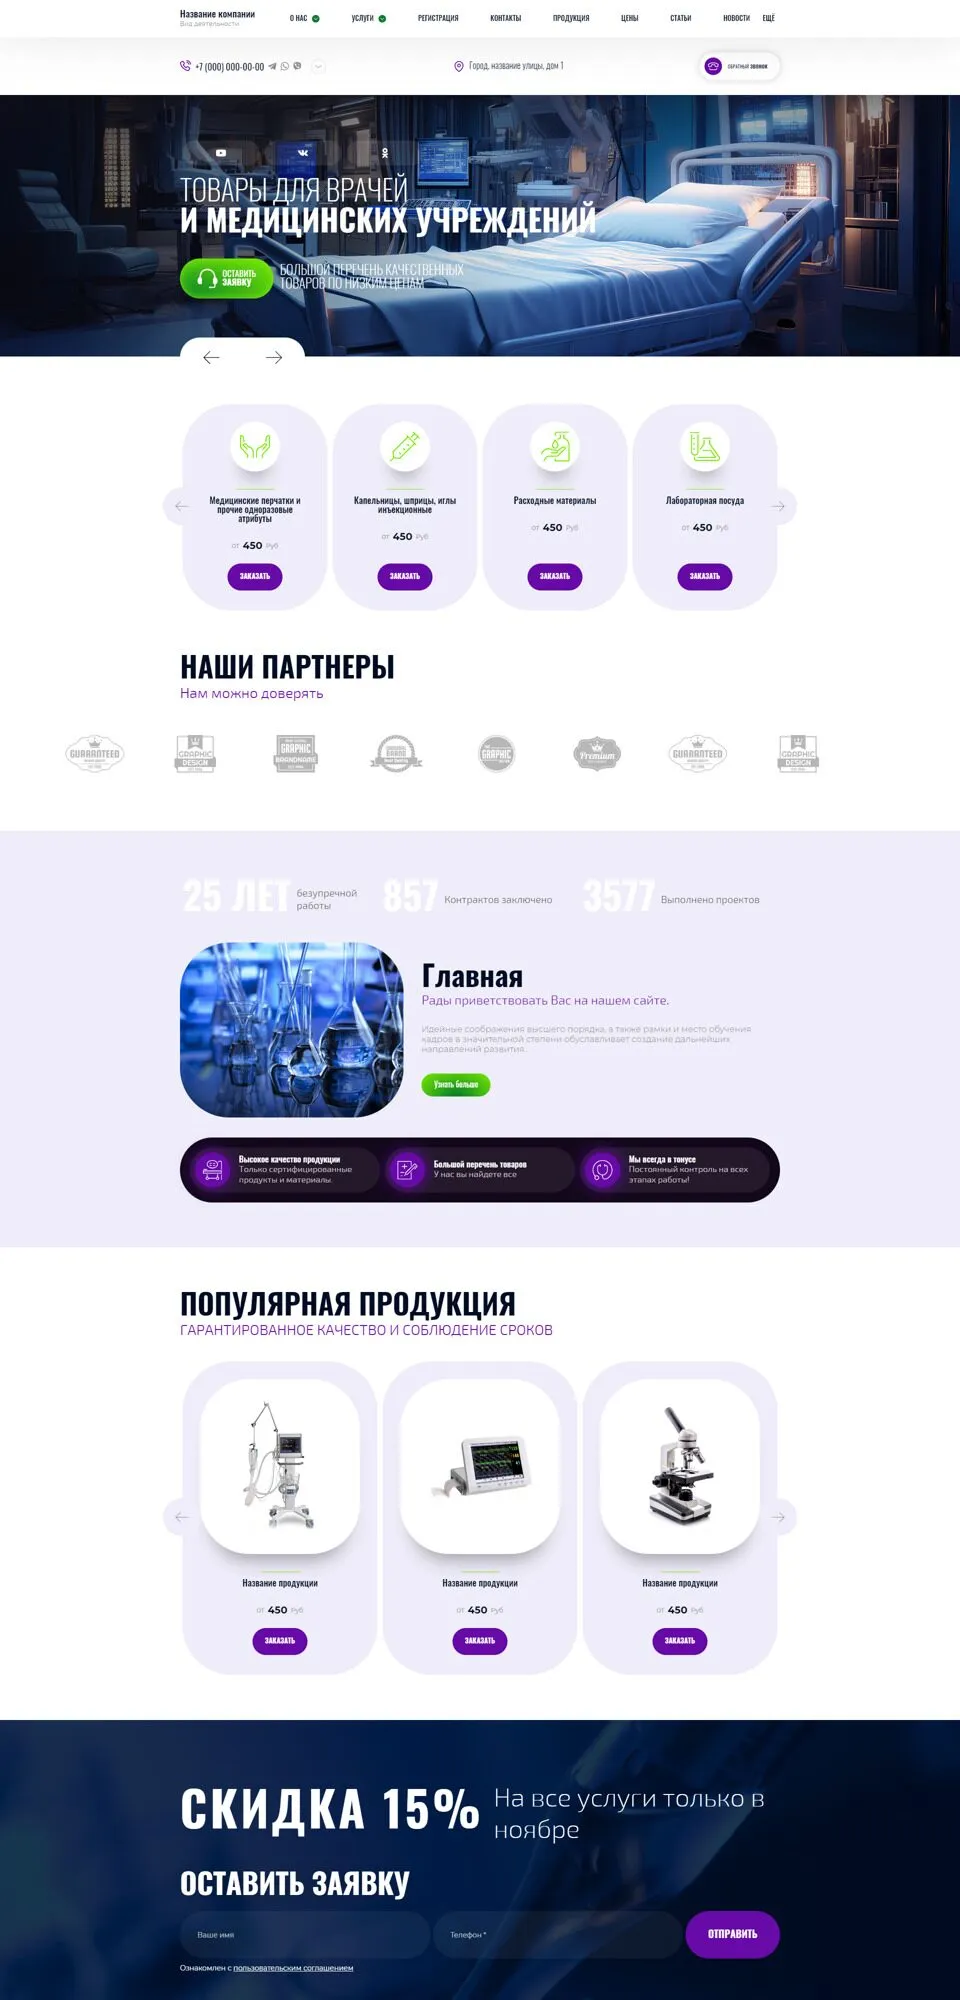 Название компании
Вид деятельности
О НАС
УСЛУГИ
РЕГИСТРАЦИЯ
КОНТАКТЫ
ПРОДУКЦИЯ
ЦЕНЫ
СТАТЬИ
НОВОСТИ
ЕЩЁ
+7 (000) 000-00-00
Город, название улицы, дом 1
ОБРАТНЫЙ ЗВОНОК
ТОВАРЫ ДЛЯ ВРАЧЕЙ
И МЕДИЦИНСКИХ УЧРЕЖДЕНИЙ
ОСТАВИТЬ
ЗАЯВКУ
БОЛЬШОЙ ПЕРЕЧЕНЬ КАЧЕСТВЕННЫХ
ТОВАРОВ ПО НИЗКИМ ЦЕНАМ
Медицинские перчатки и
прочие одноразовые
атрибуты
от 450 Руб
ЗАКАЗАТЬ
Капельницы, шприцы, иглы
инъекционные
от 450 Руб
ЗАКАЗАТЬ
Расходные материалы
от 450 Руб
ЗАКАЗАТЬ
Лабораторная посуда
от 450 Руб
ЗАКАЗАТЬ
НАШИ ПАРТНЕРЫ
Нам можно доверять
GUARANTEED
GRAPHIC
DESIGN
GRAPHIC
BRANDNAME
GRAPHIC
Premium
GUARANTEED
GRAPHIC
DESIGN
25 ЛЕТ
безупречной
работы
857
Контрактов заключено
3577
Выполнено проектов
Главная
Рады приветствовать Вас на нашем сайте.
Идейные соображения высшего порядка, а также рамки и место обучения
кадров в значительной степени обуславливает создание дальнейших
направлений развития.
Узнать больше
Высокое качество продукции
Только сертифицированные
продукты и материалы.
Большой перечень товаров
У нас вы найдете все
Мы всегда в тонусе
Постоянный контроль на всех
этапах работы!
ПОПУЛЯРНАЯ ПРОДУКЦИЯ
ГАРАНТИРОВАННОЕ КАЧЕСТВО И СОБЛЮДЕНИЕ СРОКОВ
Название продукции
от 450 Руб
ЗАКАЗАТЬ
Название продукции
от 450 Руб
ЗАКАЗАТЬ
Название продукции
от 450 Руб
ЗАКАЗАТЬ
СКИДКА 15%
На все услуги только в
ноябре
ОСТАВИТЬ ЗАЯВКУ
Ваше имя
Телефон *
ОТПРАВИТЬ
Ознакомлен с пользовательским соглашением